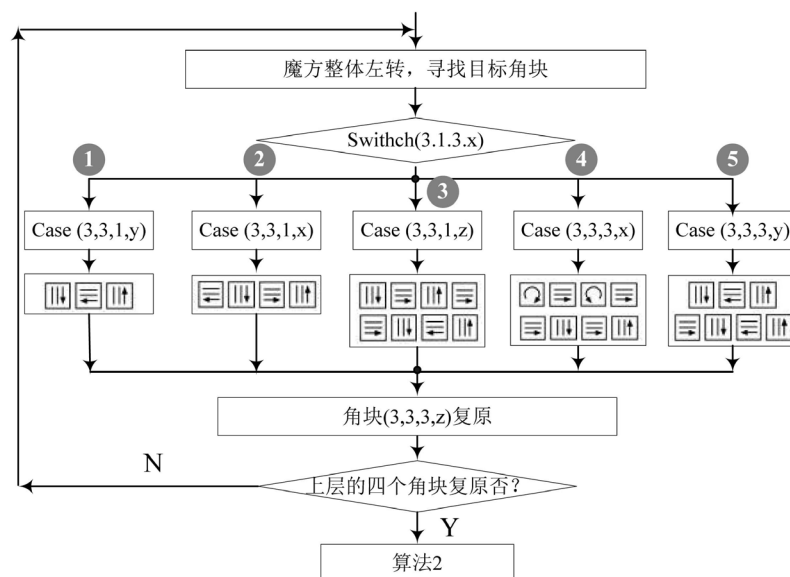 魔方整体左转，寻找目标角块
Swithch(3.1.3.x)
1
2
3
4
5
Case (3,3,1,y)
Case (3,3,1,x)
Case (3,3,1,z)
Case (3,3,3,x)
Case (3,3,3,y)
角块(3,3,3,z)复原
N
上层的四个角块复原否？
Y
算法2